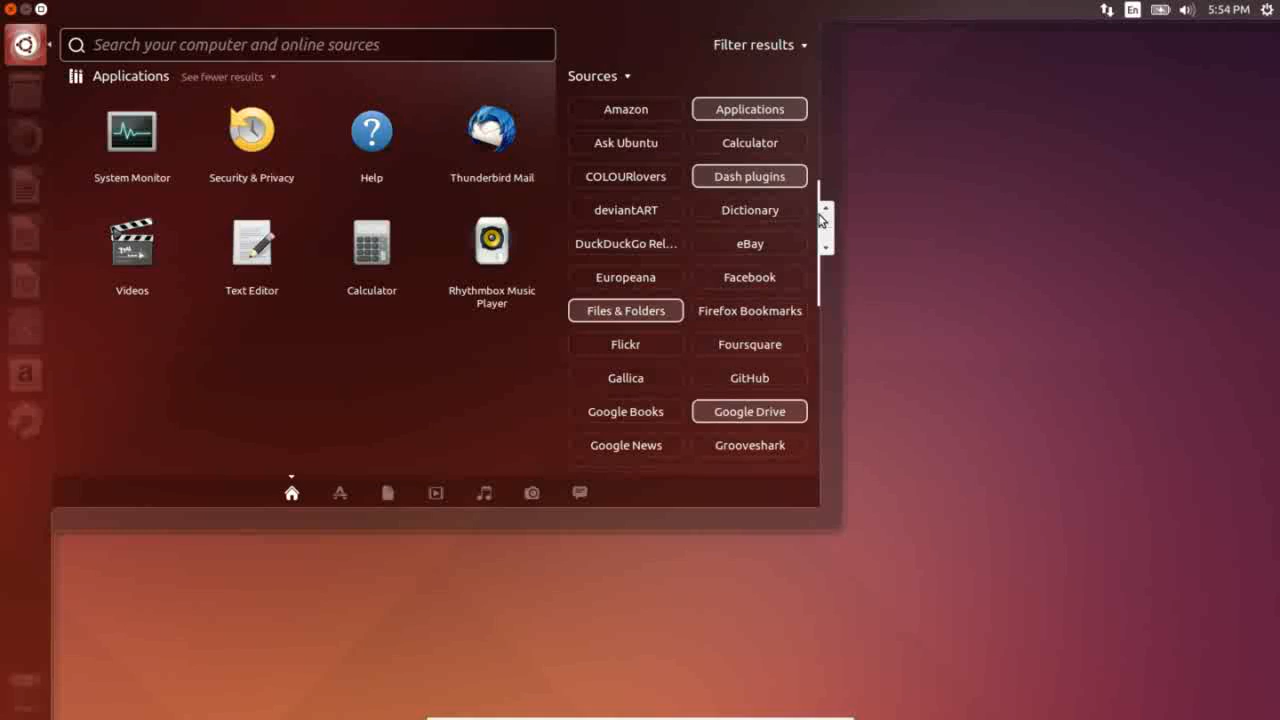 En
5:54 PM
Search your computer and online sources
Filter results
Applications See fewer results
Sources
System Monitor
Security & Privacy
Help
Thunderbird Mail
Videos
Text Editor
Calculator
Rhythmbox Music
Player
Amazon
Applications
Ask Ubuntu
Calculator
COLOURlovers
Dash plugins
deviantART
Dictionary
DuckDuckGo Rel...
eBay
Europeana
Facebook
Files & Folders
Firefox Bookmarks
Flickr
Foursquare
Gallica
GitHub
Google Books
Google Drive
Google News
Grooveshark
a